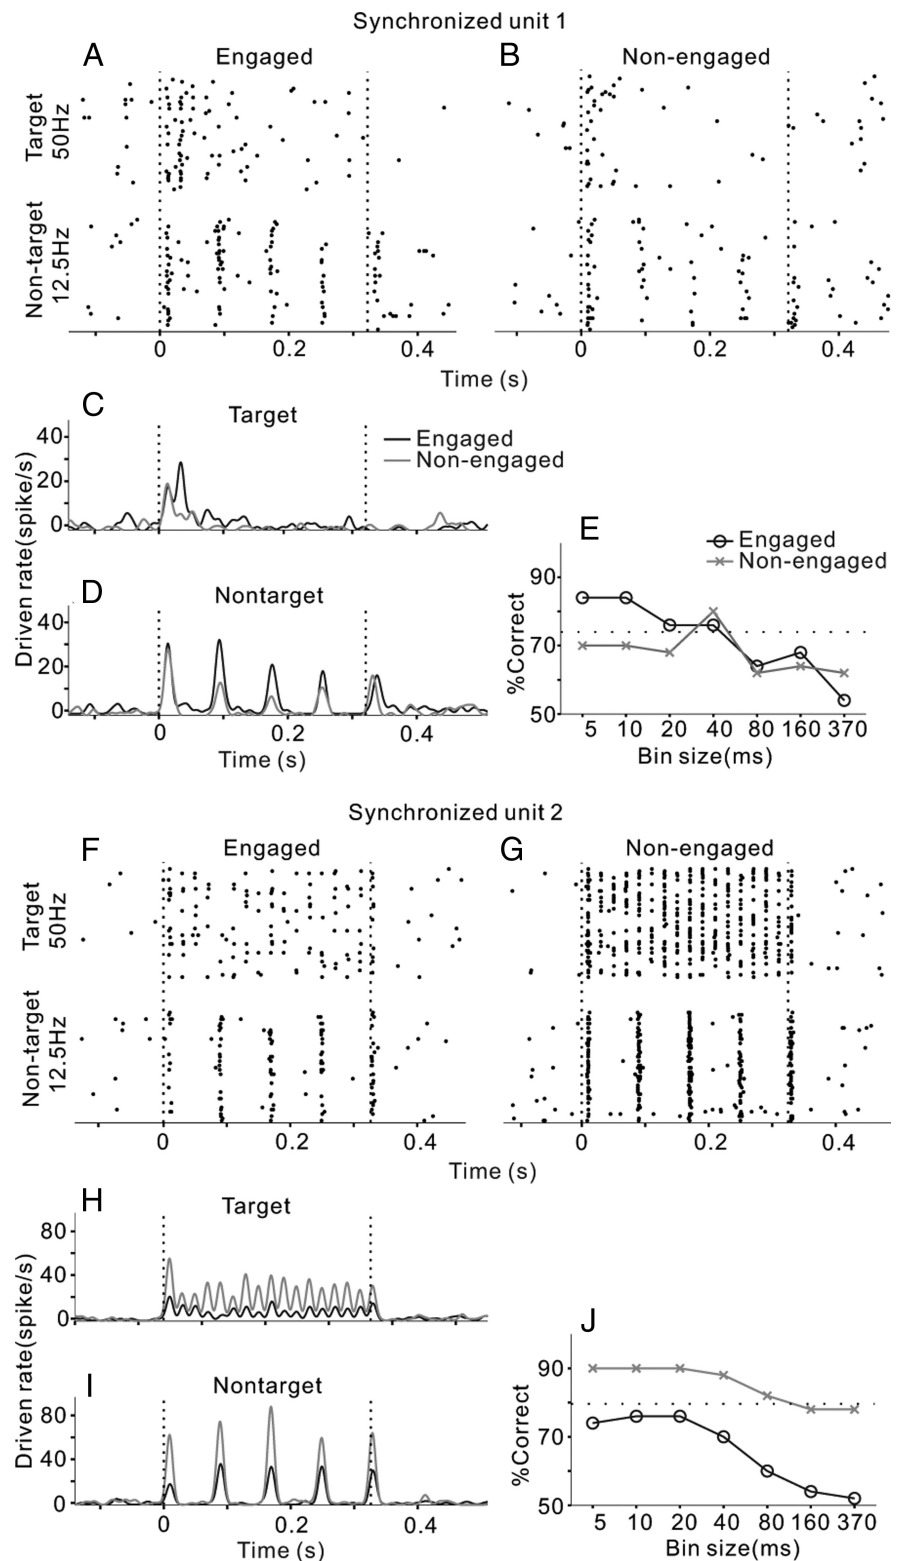 Synchronized unit 1
A
Engaged
B
Non-engaged
Target
50Hz
Non-target
12.5Hz
0 0.2 0.4
0 0.2 0.4
Time (s)
C
Target
Engaged
Non-engaged
40
20
0
Driven rate(spike/s)
D
Nontarget
40
20
0
0 0.2 0.4
Time (s)
E
Engaged
Non-engaged
90
70
50
%Correct
5 10 20 40 80 160 370
Bin size(ms)
Synchronized unit 2
F
Engaged
G
Non-engaged
Target
50Hz
Non-target
12.5Hz
0 0.2 0.4
0 0.2 0.4
Time (s)
H
Target
80
40
0
Driven rate(spike/s)
I
Nontarget
80
40
0
0 0.2 0.4
Time (s)
J
90
70
50
%Correct
5 10 20 40 80 160 370
Bin size(ms)